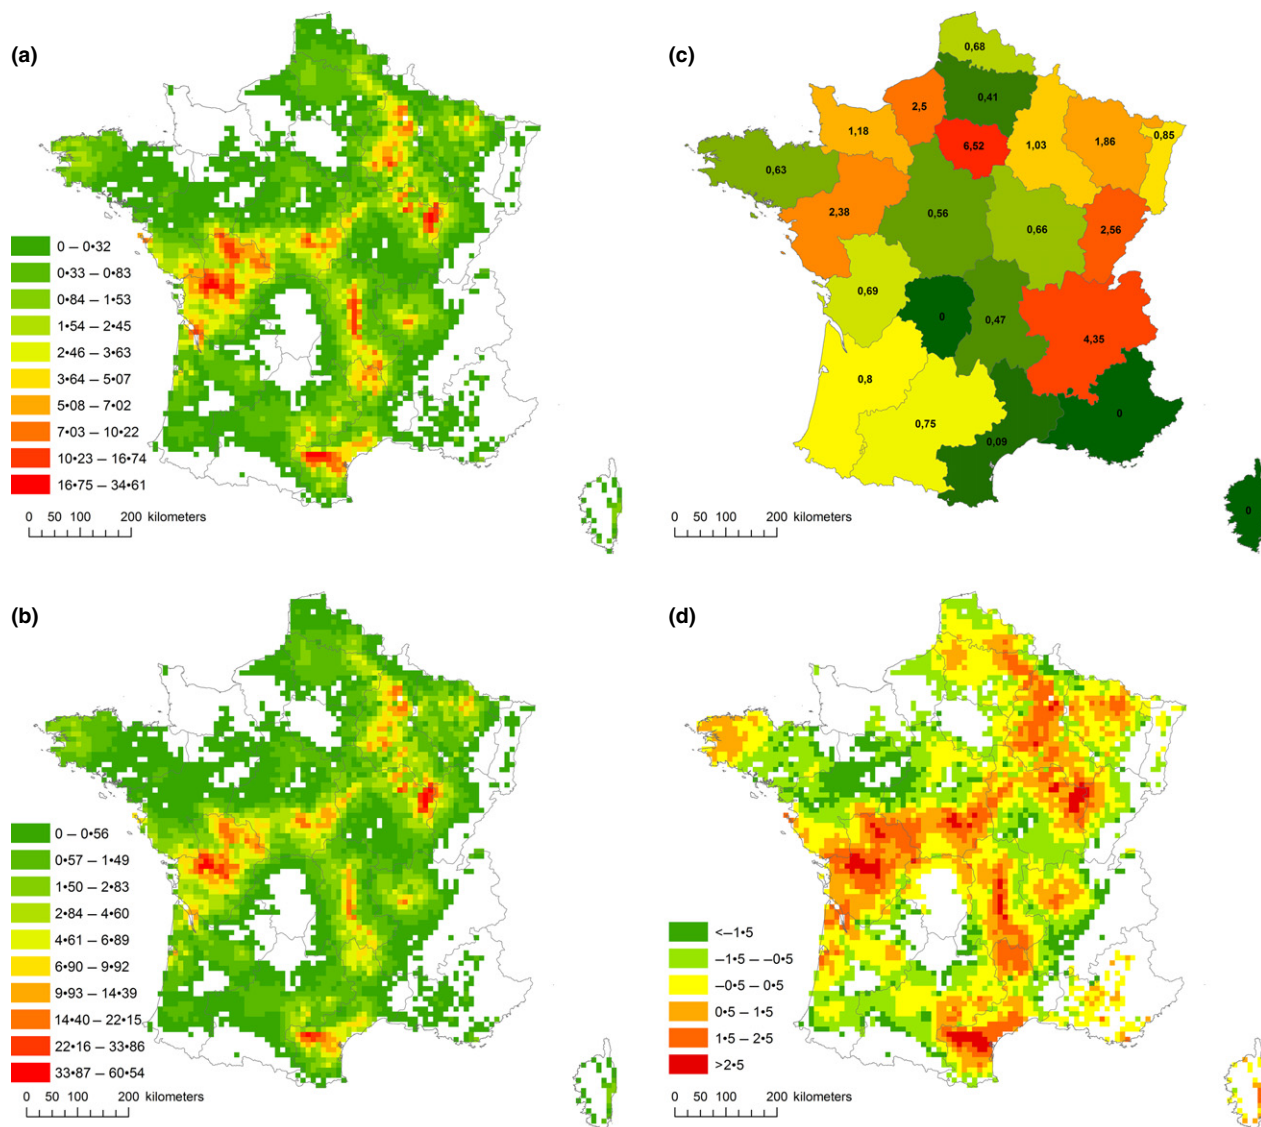 (a)
0 – 0•32
0•33 – 0•83
0•84 – 1•53
1•54 – 2•45
2•46 – 3•63
3•64 – 5•07
5•08 – 7•02
7•03 – 10•22
10•23 – 16•74
16•75 – 34•61
0 50 100 200 kilometers
(c)
0,68
2,5
0,41
1,18
6,52
1,03
1,86
0,85
0,63
2,38
0,56
0,66
2,56
0,69
0
0,47
4,35
0,8
0,75
0,09
0
0
0 50 100 200 kilometers
(b)
0 – 0•56
0•57 – 1•49
1•50 – 2•83
2•84 – 4•60
4•61 – 6•89
6•90 – 9•92
9•93 – 14•39
14•40 – 22•15
22•16 – 33•86
33•87 – 60•54
0 50 100 200 kilometers
(d)
<–1•5
–1•5 – –0•5
–0•5 – 0•5
0•5 – 1•5
1•5 – 2•5
>2•5
0 50 100 200 kilometers